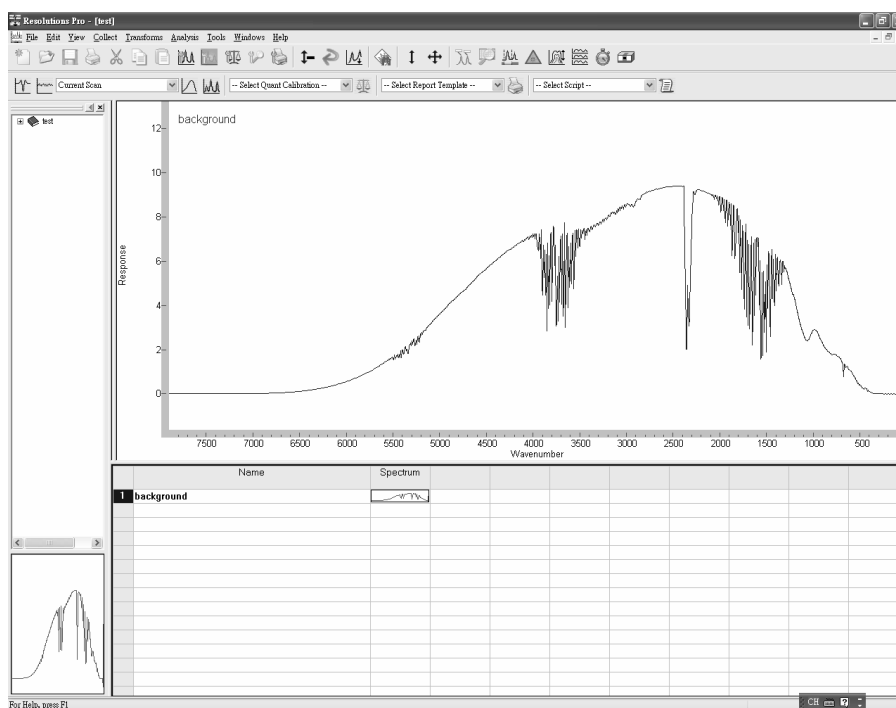 Resolutions Pro - [test]
File Edit View Collect Transforms Analysis Tools Windows Help
Current Scan -- Select Quant Calibration -- -- Select Report Template -- -- Select Script --
test
background
12
10
8
6
4
2
0
Response
7500 7000 6500 6000 5500 5000 4500 4000 3500 3000 2500 2000 1500 1000 500
Wavenumber
Name Spectrum
1 background
For Help, press F1
CH